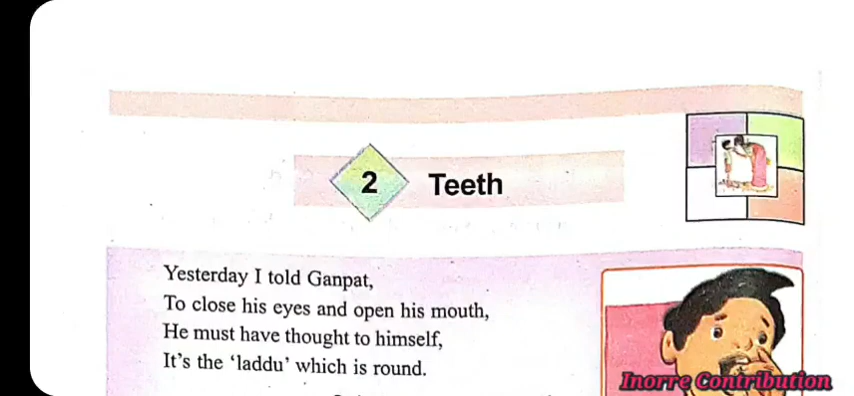 2 Teeth
Yesterday I told Ganpat,
To close his eyes and open his mouth,
He must have thought to himself,
It's the ‘laddu’ which is round.
Inorre Contribution